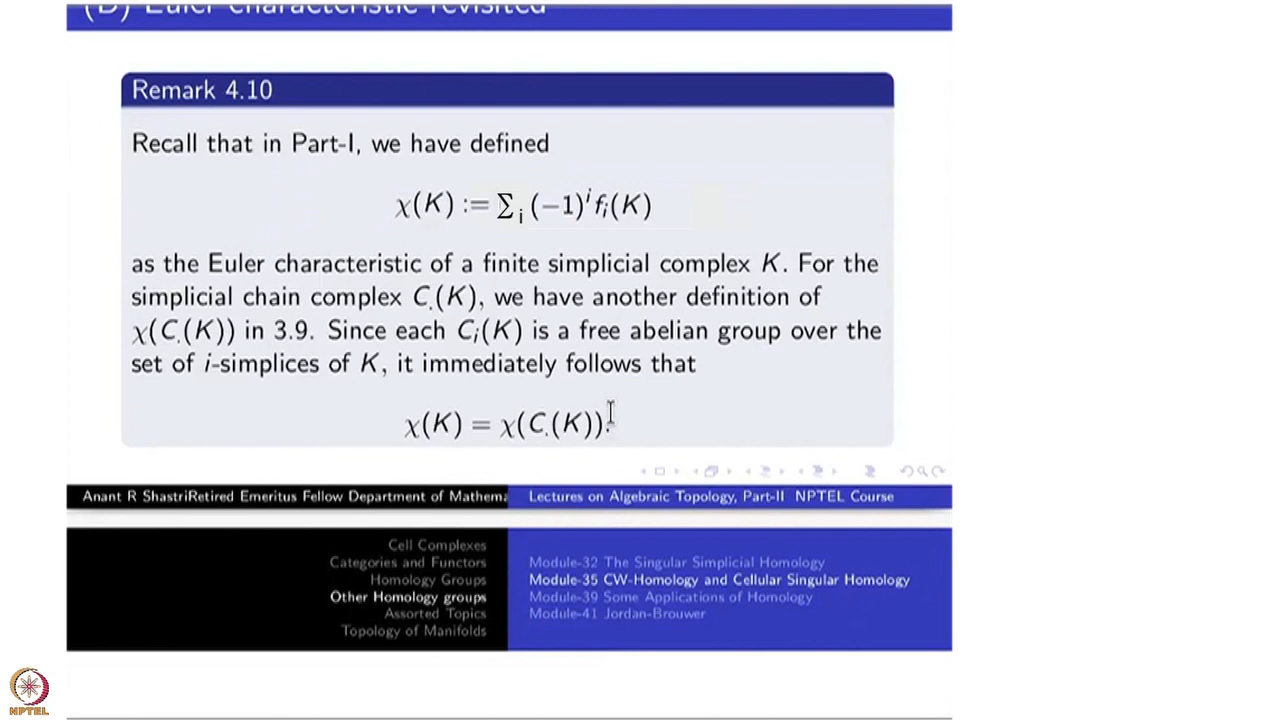 (D) Euler characteristic revisited
Remark 4.10
Recall that in Part-I, we have defined
χ(K) := ∑ᵢ (−1)ⁱfᵢ(K)
as the Euler characteristic of a finite simplicial complex K. For the
simplicial chain complex C.(K), we have another definition of
χ(C.(K)) in 3.9. Since each Cᵢ(K) is a free abelian group over the
set of i-simplices of K, it immediately follows that
χ(K) = χ(C.(K)).
Anant R ShastriRetired Emeritus Fellow Department of Mathema
Lectures on Algebraic Topology, Part-II NPTEL Course
Cell Complexes
Categories and Functors
Homology Groups
Other Homology groups
Assorted Topics
Topology of Manifolds
Module-32 The Singular Simplicial Homology
Module-35 CW-Homology and Cellular Singular Homology
Module-39 Some Applications of Homology
Module-41 Jordan-Brouwer
NPTEL